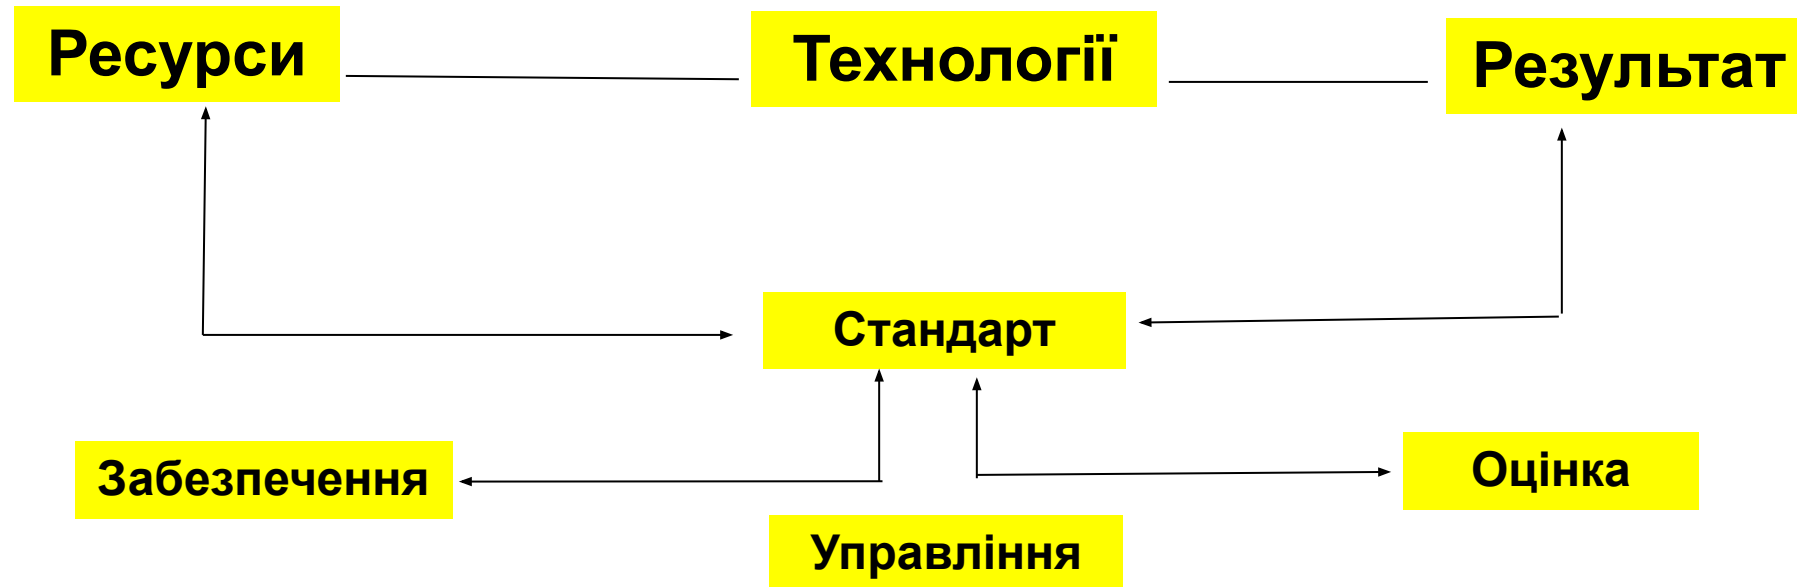 Ресурси
Технології
Результат
Стандарт
Забезпечення
Оцінка
Управління